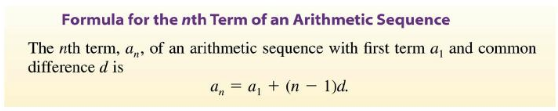 Formula for the nth Term of an Arithmetic Sequence
The nth term, aₙ, of an arithmetic sequence with first term a₁ and common
difference d is
aₙ = a₁ + (n − 1)d.